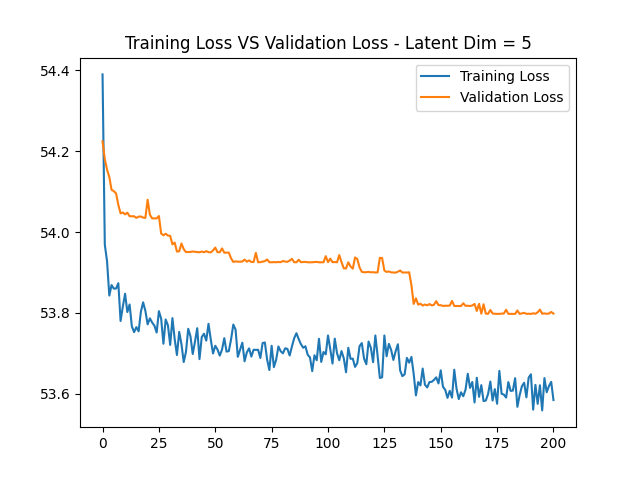 Training Loss VS Validation Loss - Latent Dim = 5
Training Loss
Validation Loss
54.4
54.2
54.0
53.8
53.6
0 25 50 75 100 125 150 175 200